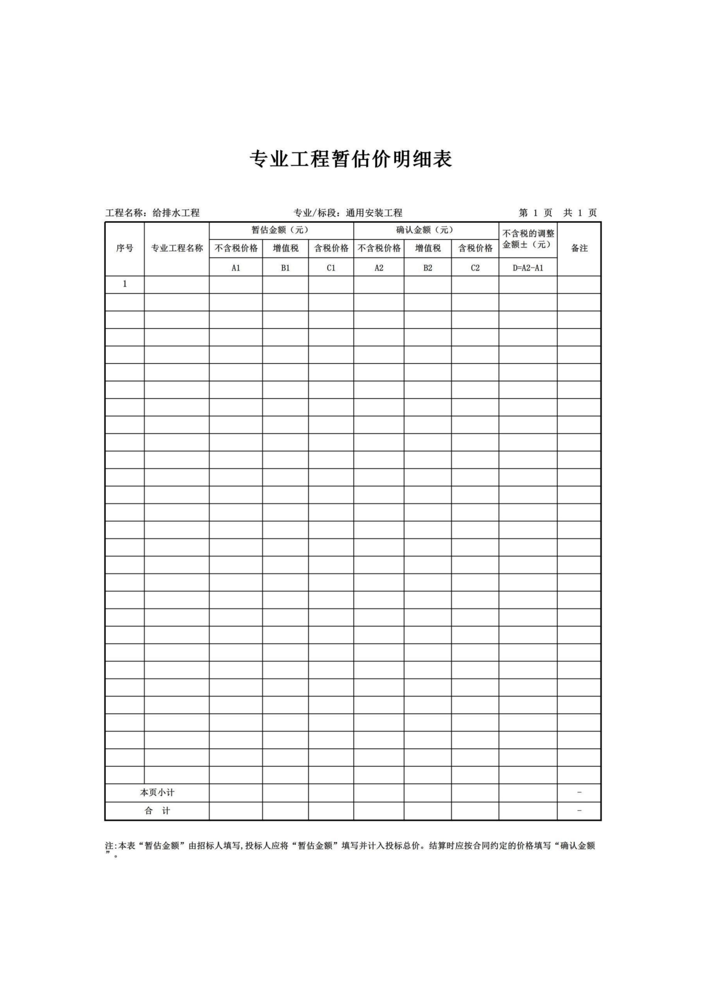 专业工程暂估价明细表
工程名称：给排水工程 专业/标段：通用安装工程 第 1 页 共 1 页
序号 专业工程名称 暂估金额（元） 确认金额（元） 不含税的调整金额±（元） 备注
不含税价格 增值税 含税价格 不含税价格 增值税 含税价格
A1 B1 C1 A2 B2 C2 D=A2-A1
1
本页小计 -
合 计 -
注:本表“暂估金额”由招标人填写,投标人应将“暂估金额”填写并计入投标总价。结算时应按合同约定的价格填写“确认金额
”。